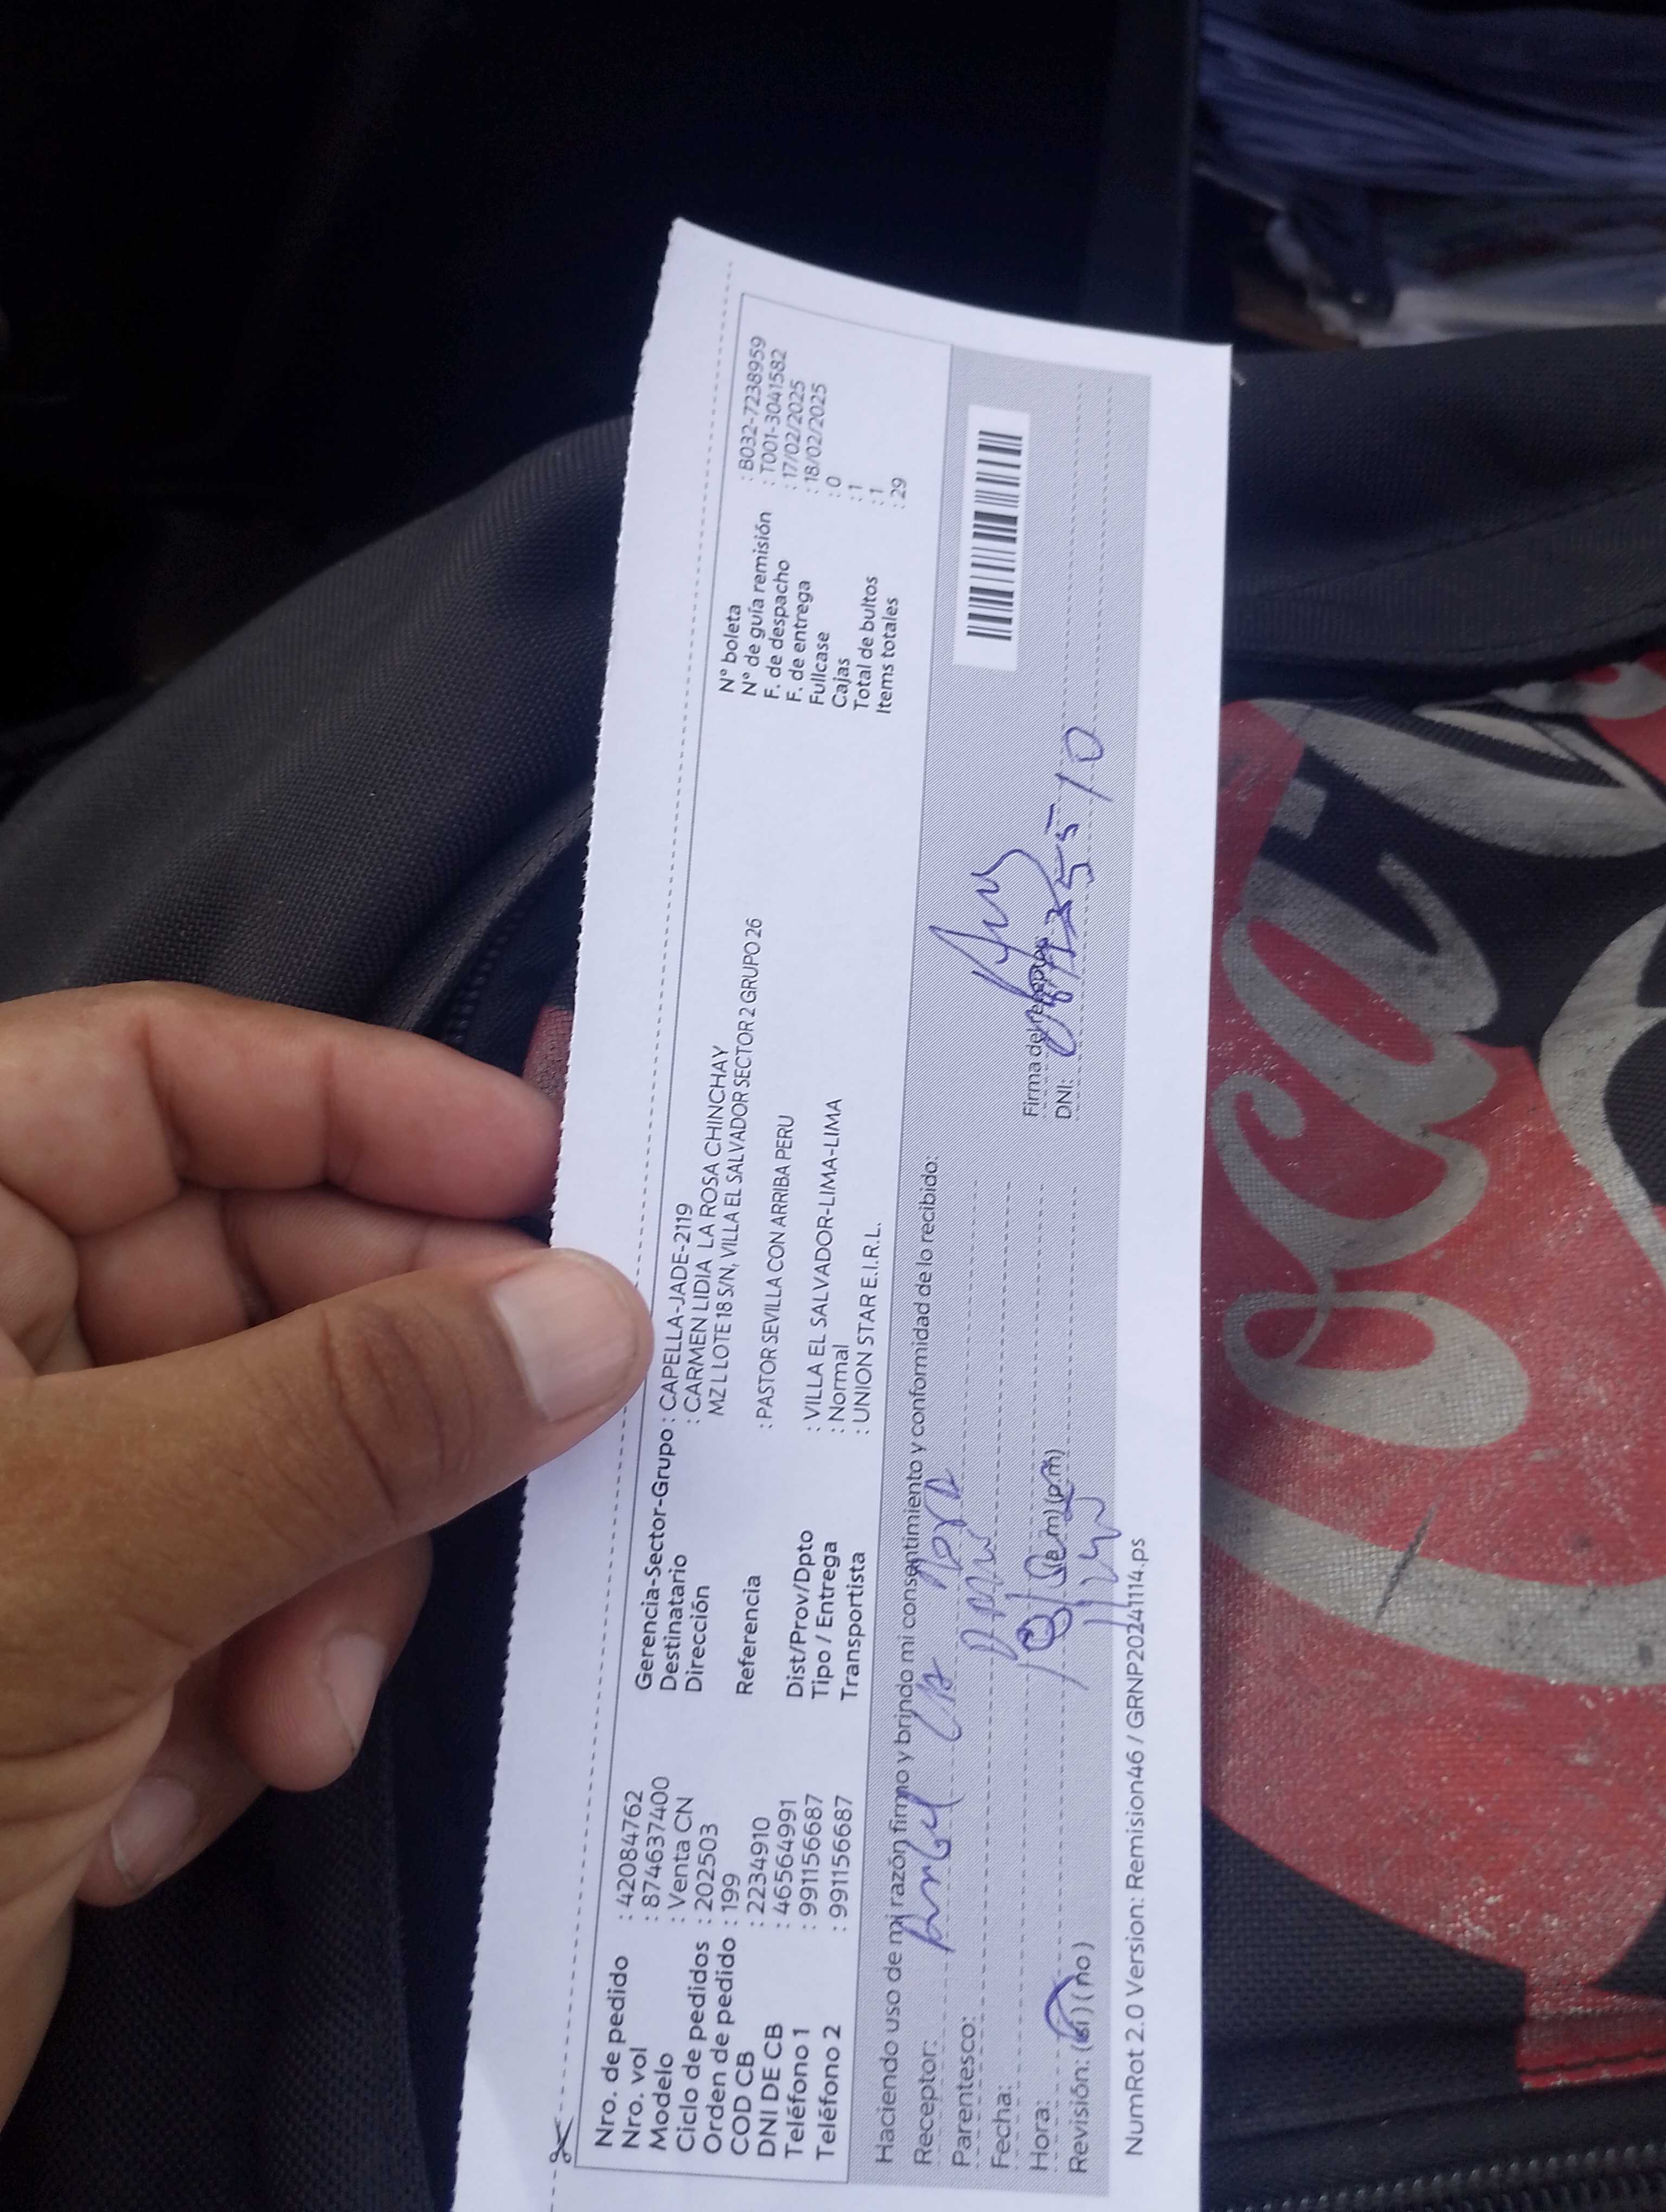 Nro. de pedido : 42084762
Nro. vol : 8746374 00
Modelo : Venta CN
Ciclo de pedidos : 202503
Orden de pedido : 199
COD CB : 2234910
DNI DE CB : 46564991
Teléfono 1 : 991156687
Teléfono 2 : 991156687
Gerencia-Sector-Grupo : CAPELLA-JADE-2119
Destinatario : CARMEN LIDIA LA ROSA CHINCHAY
Dirección MZ L LOTE 18 S/N, VILLA EL SALVADOR SECTOR 2 GRUPO 26
Referencia : PASTOR SEVILLA CON ARRIBA PERU
Dist/Prov/Dpto : VILLA EL SALVADOR-LIMA-LIMA
Tipo / Entrega : Normal
Transportista : UNION STAR E.I.R.L.
N° boleta : B032-7238959
N° de guía remisión : T001-3041582
F. de despacho : 17/02/2025
F. de entrega : 18/02/2025
Fullcase : 0
Cajas : 1
Total de bultos : 1
Items totales : 29
Haciendo uso de mi razón firmo y brindo mi consentimiento y conformidad de lo recibido:
Receptor: Angel La Rosa
Parentesco:
Fecha:
Hora: (a.m) (p.m)
Revisión: (si) (no)
Firma del receptor
DNI:
NumRot 2.0 Version: Remision46 / GRNP20241114.ps